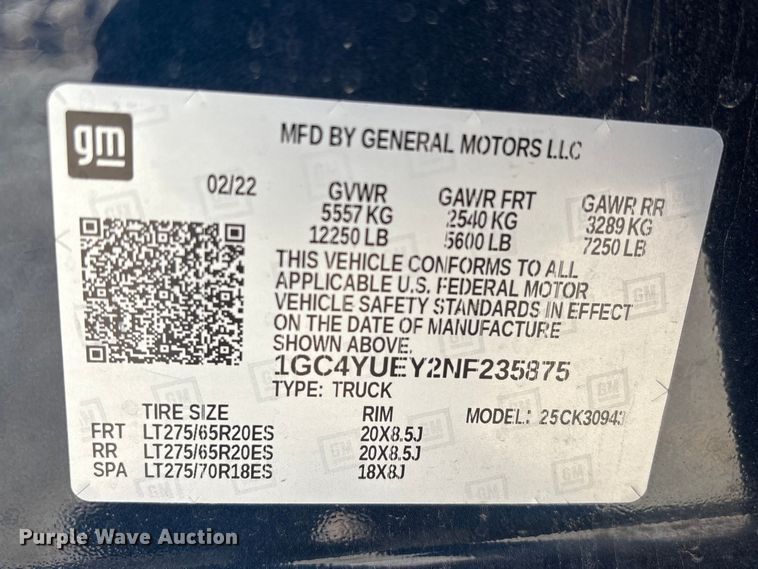 gm
MFD BY GENERAL MOTORS LLC
02/22
GVWR GAWR FRT GAWR RR
5557 KG 2540 KG 3289 KG
12250 LB 5600 LB 7250 LB
THIS VEHICLE CONFORMS TO ALL
APPLICABLE U.S. FEDERAL MOTOR
VEHICLE SAFETY STANDARDS IN EFFECT
ON THE DATE OF MANUFACTURE
SHOWN ABOVE.
1GC4YUEY2NF235875
TYPE: TRUCK
TIRE SIZE RIM MODEL: 25CK30943
FRT LT275/65R20ES 20X8.5J
RR LT275/65R20ES 20X8.5J
SPA LT275/70R18ES 18X8J
Purple Wave Auction